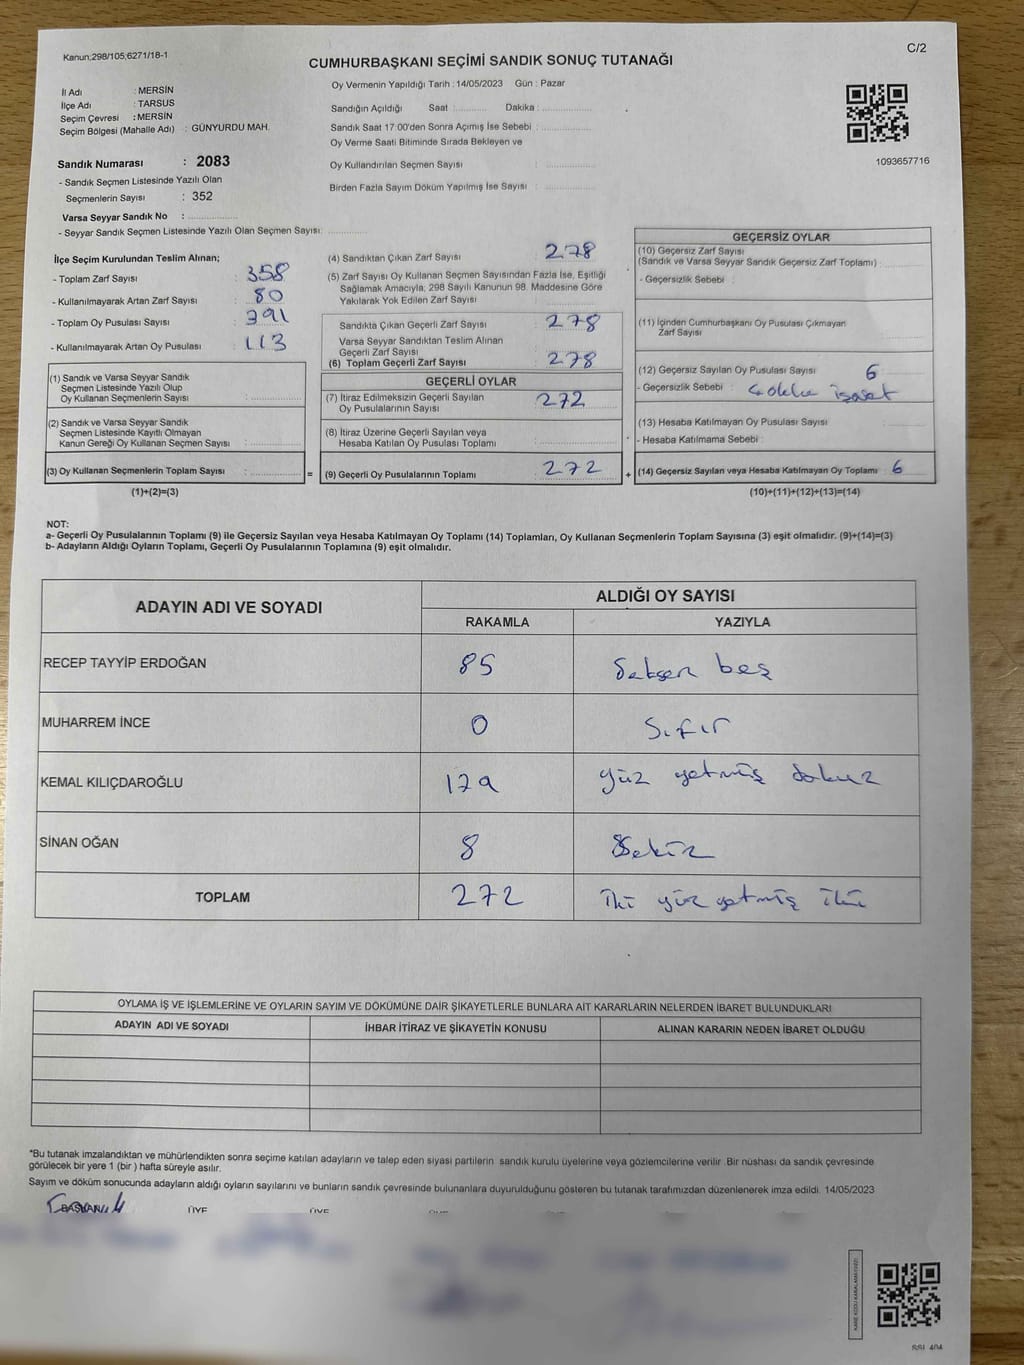 Kanun;298/105;6271/18-1
C/2
CUMHURBAŞKANI SEÇİMİ SANDIK SONUÇ TUTANAĞI
İl Adı : MERSİN
İlçe Adı : TARSUS
Seçim Çevresi : MERSİN
Seçim Bölgesi (Mahalle Adı) : GÜNYURDU MAH.
Sandık Numarası : 2083
- Sandık Seçmen Listesinde Yazılı Olan
Seçmenlerin Sayısı : 352
Varsa Seyyar Sandık No :
- Seyyar Sandık Seçmen Listesinde Yazılı Olan Seçmen Sayısı:
Oy Vermenin Yapıldığı Tarih : 14/05/2023 Gün : Pazar
Sandığın Açıldığı Saat : Dakika :
Sandık Saat 17:00'den Sonra Açımış İse Sebebi :
Oy Verme Saati Bitiminde Sırada Bekleyen ve
Oy Kullandırılan Seçmen Sayısı :
Birden Fazla Sayım Döküm Yapılmış İse Sayısı :
1093657716
İlçe Seçim Kurulundan Teslim Alınan;
- Toplam Zarf Sayısı : 358
- Kullanılmayarak Artan Zarf Sayısı : 80
- Toplam Oy Pusulası Sayısı : 391
- Kullanılmayarak Artan Oy Pusulası : 113
(1) Sandık ve Varsa Seyyar Sandık
Seçmen Listesinde Yazılı Olup
Oy Kullanan Seçmenlerin Sayısı :
(2) Sandık ve Varsa Seyyar Sandık
Seçmen Listesinde Kayıtlı Olmayan
Kanun Gereği Oy Kullanan Seçmen Sayısı :
(3) Oy Kullanan Seçmenlerin Toplam Sayısı :
(1)+(2)=(3)
(4) Sandıktan Çıkan Zarf Sayısı : 278
(5) Zarf Sayısı Oy Kullanan Seçmen Sayısından Fazla İse, Eşitliği
Sağlamak Amacıyla; 298 Sayılı Kanunun 98. Maddesine Göre
Yakılarak Yok Edilen Zarf Sayısı :
Sandıkta Çıkan Geçerli Zarf Sayısı : 278
Varsa Seyyar Sandıktan Teslim Alınan
Geçerli Zarf Sayısı :
(6) Toplam Geçerli Zarf Sayısı : 278
GEÇERLİ OYLAR
(7) İtiraz Edilmeksizin Geçerli Sayılan
Oy Pusulalarının Sayısı : 272
(8) İtiraz Üzerine Geçerli Sayılan veya
Hesaba Katılan Oy Pusulası Toplamı :
= (9) Geçerli Oy Pusulalarının Toplamı : 272 +
GEÇERSİZ OYLAR
(10) Geçersiz Zarf Sayısı
(Sandık ve Varsa Seyyar Sandık Geçersiz Zarf Toplamı) :
- Geçersizlik Sebebi :
(11) İçinden Cumhurbaşkanı Oy Pusulası Çıkmayan
Zarf Sayısı :
(12) Geçersiz Sayılan Oy Pusulası Sayısı : 6
- Geçersizlik Sebebi : işaret
(13) Hesaba Katılmayan Oy Pusulası Sayısı :
- Hesaba Katılmama Sebebi :
(14) Geçersiz Sayılan veya Hesaba Katılmayan Oy Toplamı : 6
(10)+(11)+(12)+(13)=(14)
NOT:
a- Geçerli Oy Pusulalarının Toplamı (9) ile Geçersiz Sayılan veya Hesaba Katılmayan Oy Toplamı (14) Toplamları, Oy Kullanan Seçmenlerin Toplam Sayısına (3) eşit olmalıdır. (9)+(14)=(3)
b- Adayların Aldığı Oyların Toplamı, Geçerli Oy Pusulalarının Toplamına (9) eşit olmalıdır.
ADAYIN ADI VE SOYADI
ALDIĞI OY SAYISI
RAKAMLA YAZIYLA
RECEP TAYYİP ERDOĞAN 85 Seksen beş
MUHARREM İNCE 0 Sıfır
KEMAL KILIÇDAROĞLU 179 yüz yetmiş dokuz
SİNAN OĞAN 8 Sekiz
TOPLAM 272 iki yüz yetmiş iki
OYLAMA İŞ VE İŞLEMLERİNE VE OYLARIN SAYIM VE DÖKÜMÜNE DAİR ŞİKAYETLERLE BUNLARA AİT KARARLARIN NELERDEN İBARET BULUNDUKLARI
ADAYIN ADI VE SOYADI İHBAR İTİRAZ VE ŞİKAYETİN KONUSU ALINAN KARARIN NEDEN İBARET OLDUĞU
"Bu tutanak imzalandıktan ve mühürlendikten sonra seçime katılan adayların ve talep eden siyasi partilerin sandık kurulu üyelerine veya gözlemcilerine verilir. Bir nüshası da sandık çevresinde
görülecek bir yere 1 (bir) hafta süreyle asılır.
Sayım ve döküm sonucunda adayların aldığı oyların sayılarını ve bunların sandık çevresinde bulunanlara duyurulduğunu gösteren bu tutanak tarafımızdan düzenlenerek imza edildi. 14/05/2023
BAŞKAN ÜYE ÜYE